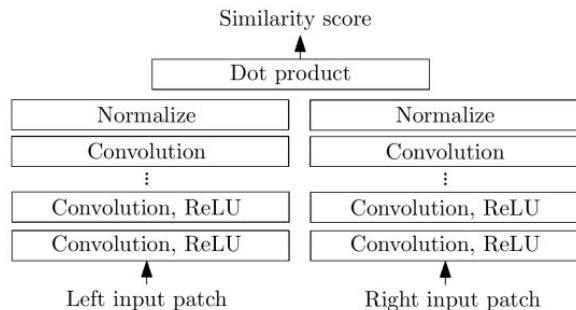 Similarity score
Dot product
Normalize Normalize
Convolution Convolution
⋮ ⋮
Convolution, ReLU Convolution, ReLU
Convolution, ReLU Convolution, ReLU
Left input patch Right input patch